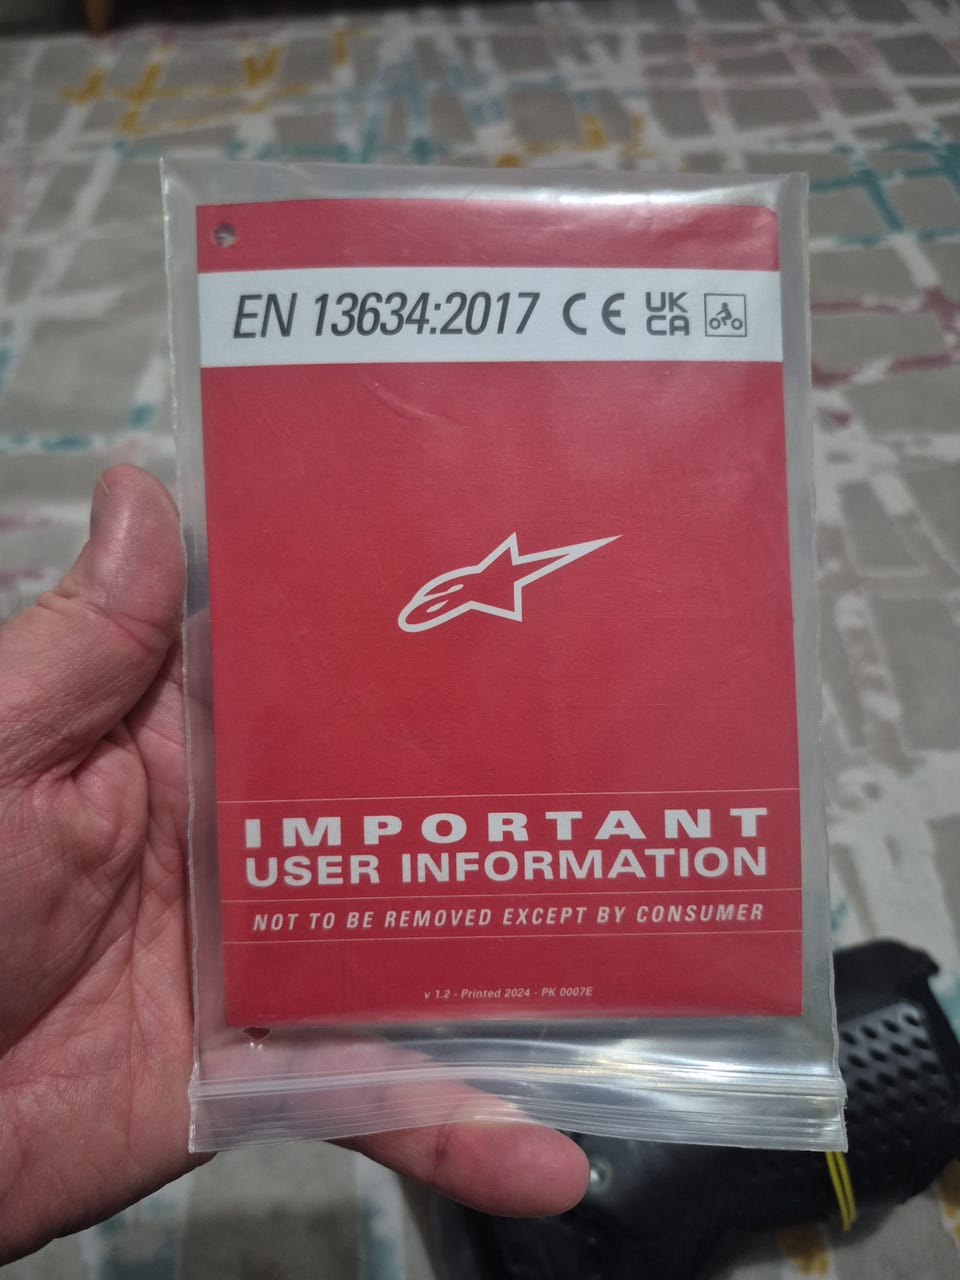 EN 13634:2017 CE UK CA
IMPORTANT
USER INFORMATION
NOT TO BE REMOVED EXCEPT BY CONSUMER
v 1.2 - Printed 2024 - PK 0007E